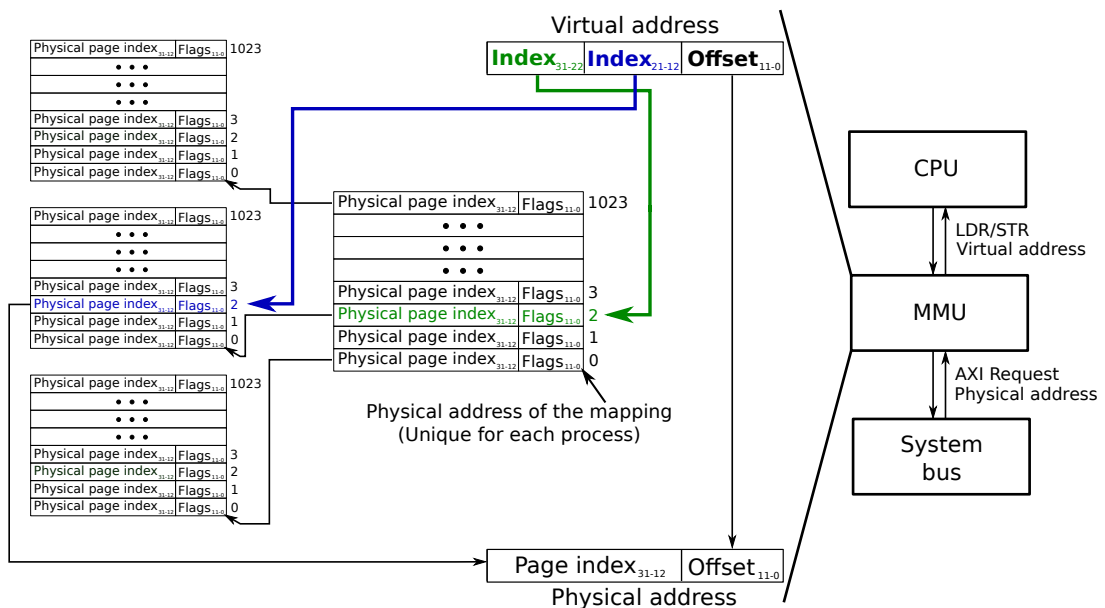 Virtual address
Index31-22 Index21-12 Offset11-0
Physical page index31-12 Flags11-0 1023
• • •
• • •
• • •
Physical page index31-12 Flags11-0 3
Physical page index31-12 Flags11-0 2
Physical page index31-12 Flags11-0 1
Physical page index31-12 Flags11-0 0
Physical page index31-12 Flags11-0 1023
• • •
• • •
• • •
Physical page index31-12 Flags11-0 3
Physical page index31-12 Flags11-0 2
Physical page index31-12 Flags11-0 1
Physical page index31-12 Flags11-0 0
Physical page index31-12 Flags11-0 1023
• • •
• • •
• • •
Physical page index31-12 Flags11-0 3
Physical page index31-12 Flags11-0 2
Physical page index31-12 Flags11-0 1
Physical page index31-12 Flags11-0 0
Physical page index31-12 Flags11-0 1023
• • •
• • •
• • •
Physical page index31-12 Flags11-0 3
Physical page index31-12 Flags11-0 2
Physical page index31-12 Flags11-0 1
Physical page index31-12 Flags11-0 0
Physical address of the mapping
(Unique for each process)
Page index31-12 Offset11-0
Physical address
CPU
LDR/STR
Virtual address
MMU
AXI Request
Physical address
System
bus